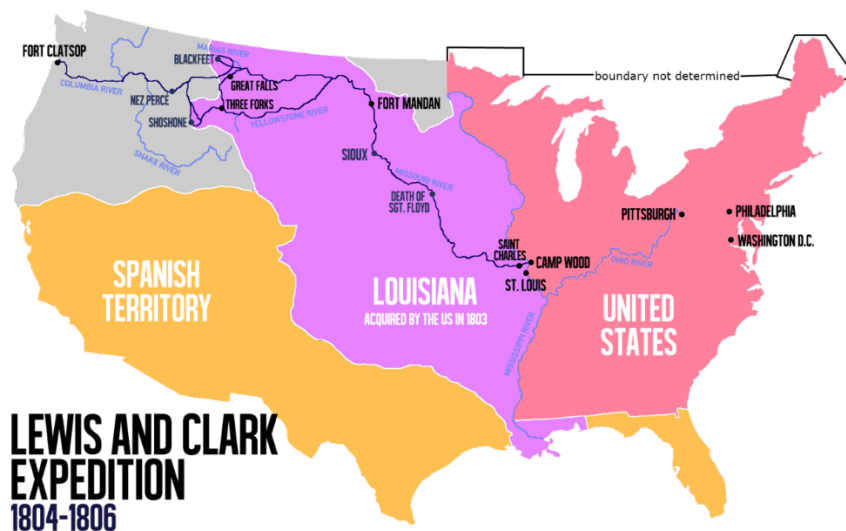 boundary not determined
FORT CLATSOP
MARIAS RIVER
BLACKFEET
GREAT FALLS
COLUMBIA RIVER
NEZ PERCE
THREE FORKS
FORT MANDAN
SHOSHONE
YELLOWSTONE RIVER
SNAKE RIVER
SIOUX
MISSOURI RIVER
DEATH OF
SGT. FLOYD
PITTSBURGH
PHILADELPHIA
WASHINGTON D.C.
SAINT
CHARLES
CAMP WOOD
OHIO RIVER
ST. LOUIS
SPANISH
TERRITORY
LOUISIANA
ACQUIRED BY THE US IN 1803
UNITED
STATES
MISSISSIPPI RIVER
LEWIS AND CLARK
EXPEDITION
1804-1806